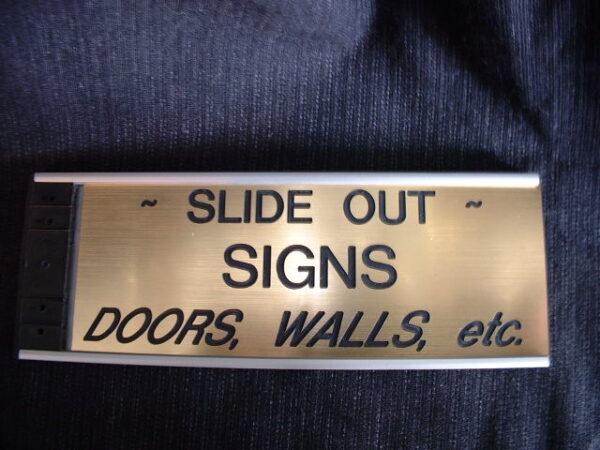 ~ SLIDE OUT ~
SIGNS
DOORS, WALLS, etc.